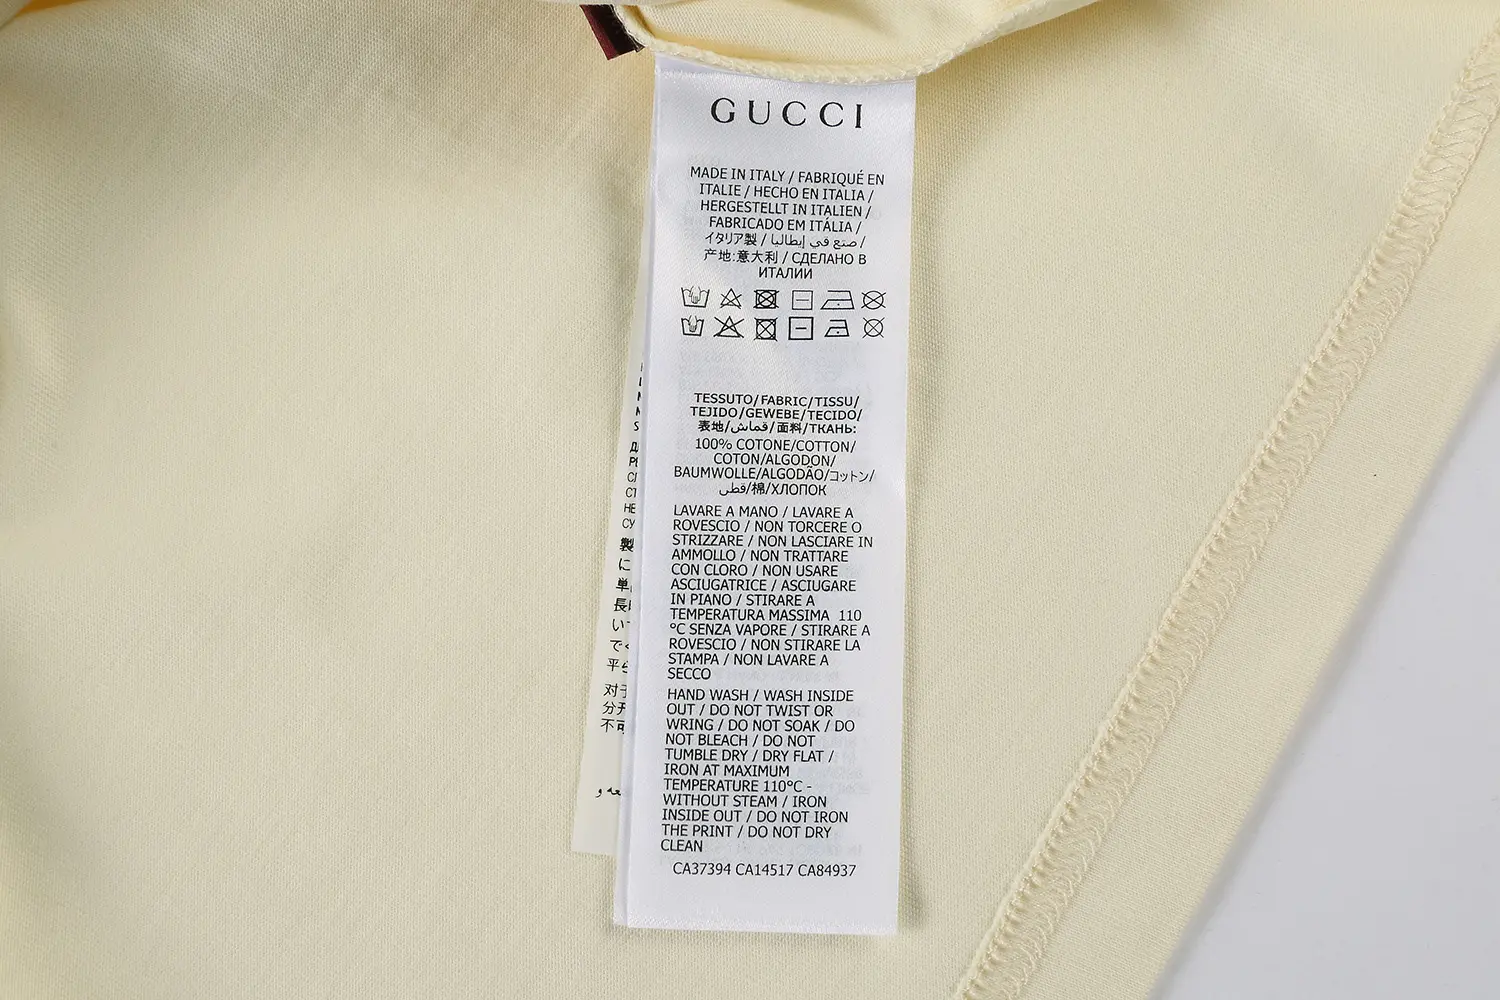 GUCCI
MADE IN ITALY / FABRIQUÉ EN
ITALIE / HECHO EN ITALIA /
HERGESTELLT IN ITALIEN /
FABRICADO EM ITÁLIA /
イタリア製 / صنع في إيطاليا /
产地:意大利 / СДЕЛАНО В
ИТАЛИИ
TESSUTO/FABRIC/TISSU/
TEJIDO/GEWEBE/TECIDO/
表地/قماش/面料/ТКАНЬ:
100% COTONE/COTTON/
COTON/ALGODON/
BAUMWOLLE/ALGODÃO/コットン/
قطن/棉/ХЛОПОК
LAVARE A MANO / LAVARE A
ROVESCIO / NON TORCERE O
STRIZZARE / NON LASCIARE IN
AMMOLLO / NON TRATTARE
CON CLORO / NON USARE
ASCIUGATRICE / ASCIUGARE
IN PIANO / STIRARE A
TEMPERATURA MASSIMA 110
°C SENZA VAPORE / STIRARE A
ROVESCIO / NON STIRARE LA
STAMPA / NON LAVARE A
SECCO
HAND WASH / WASH INSIDE
OUT / DO NOT TWIST OR
WRING / DO NOT SOAK / DO
NOT BLEACH / DO NOT
TUMBLE DRY / DRY FLAT /
IRON AT MAXIMUM
TEMPERATURE 110°C -
WITHOUT STEAM / IRON
INSIDE OUT / DO NOT IRON
THE PRINT / DO NOT DRY
CLEAN
CA37394 CA14517 CA84937